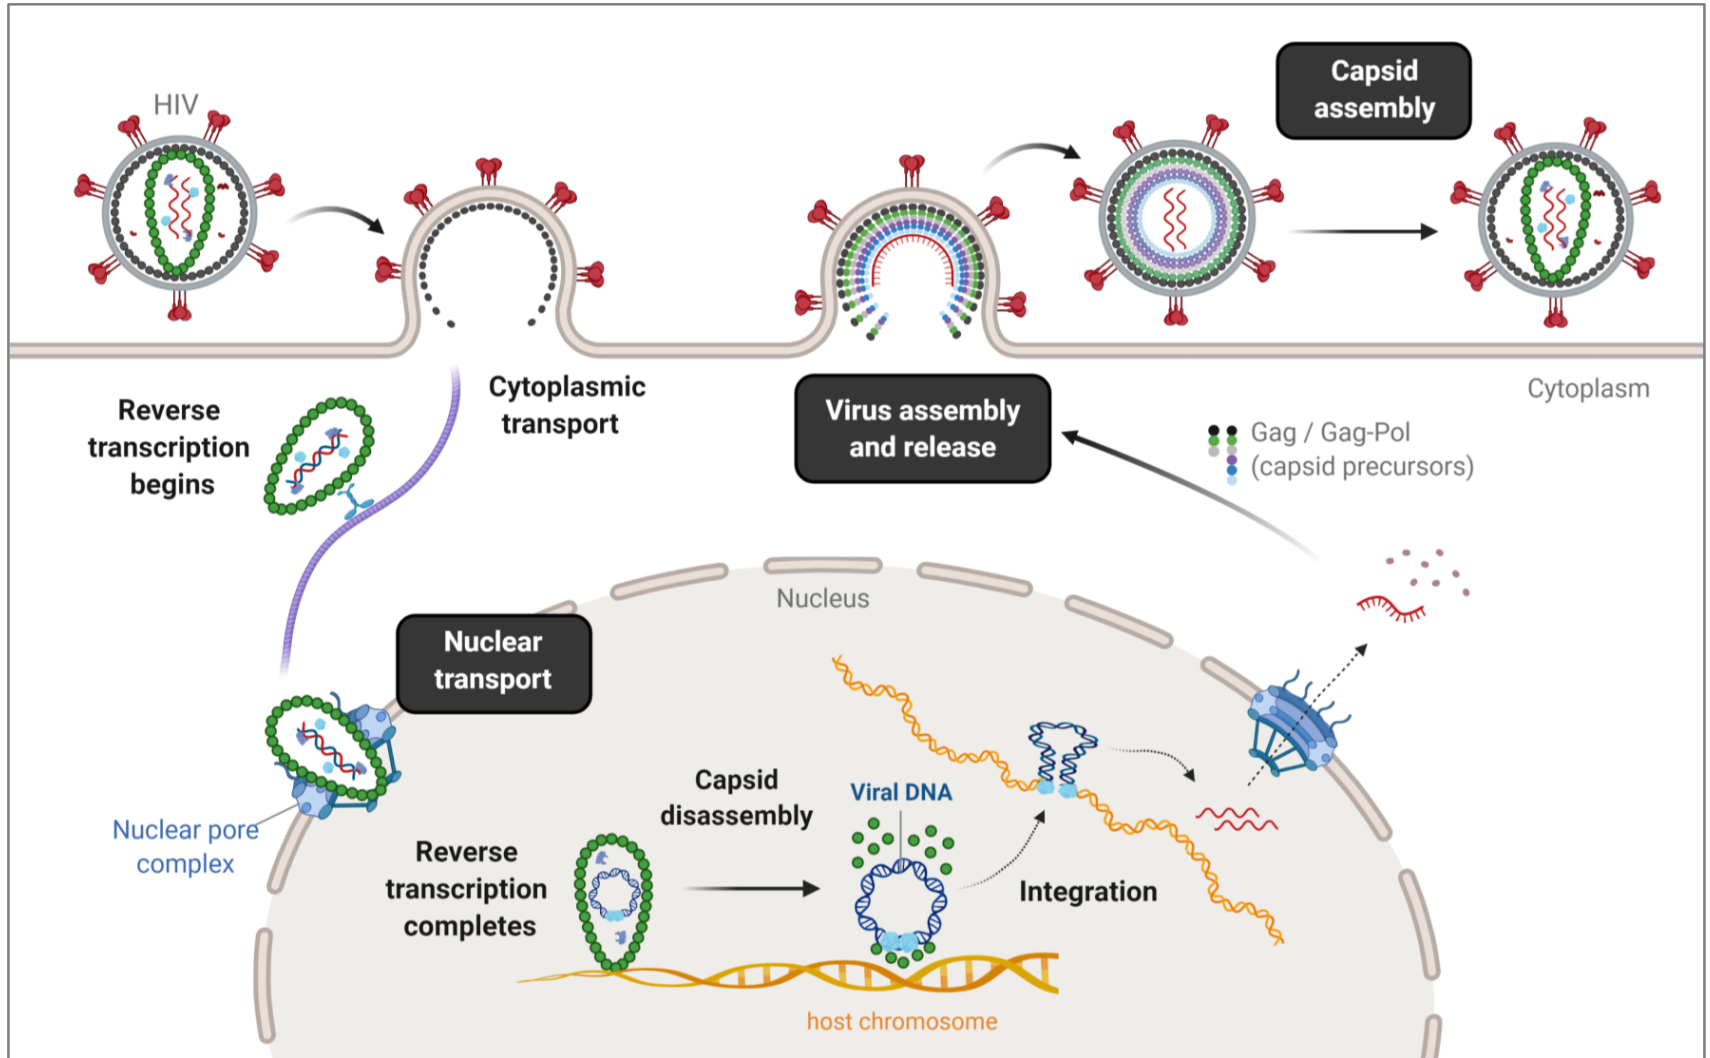 HIV
Capsid
assembly
Reverse
transcription
begins
Cytoplasmic
transport
Virus assembly
and release
Cytoplasm
Gag / Gag-Pol
(capsid precursors)
Nucleus
Nuclear
transport
Nuclear pore
complex
Capsid
disassembly
Viral DNA
Reverse
transcription
completes
Integration
host chromosome